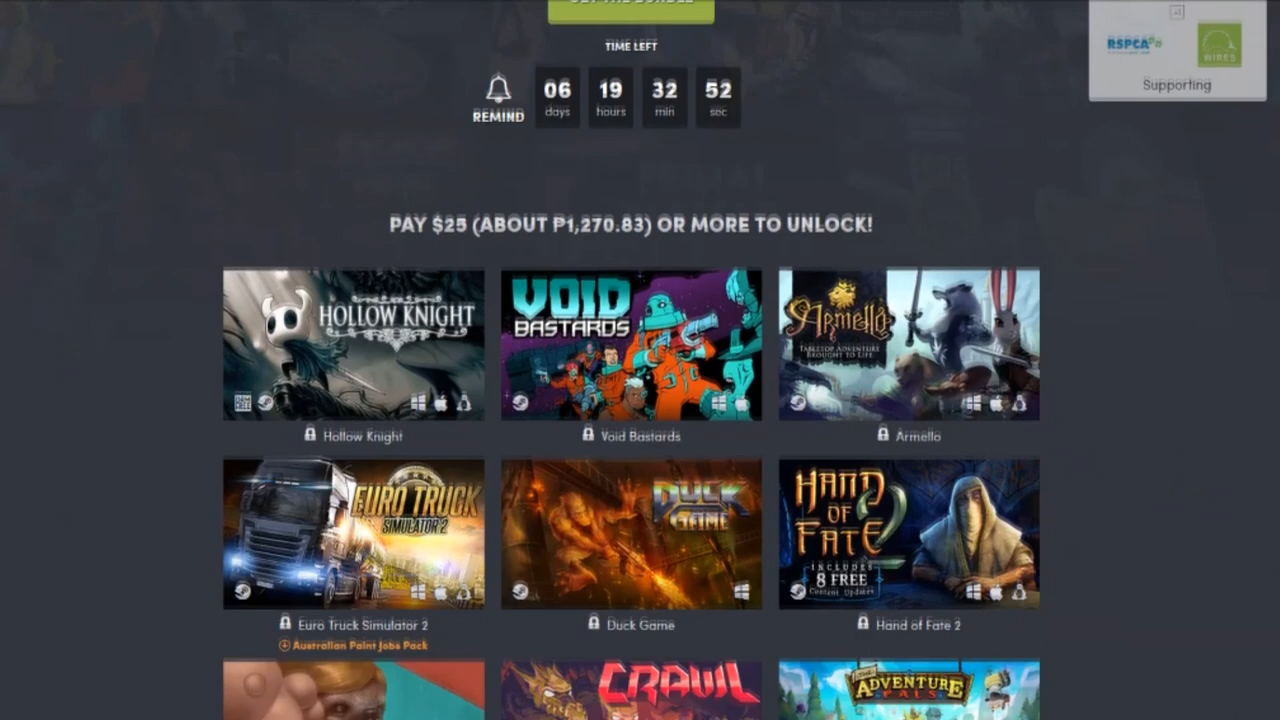 TIME LEFT
06 19 32 52
days hours min sec
REMIND
RSPCA
WIRES
Supporting
PAY $25 (ABOUT ₱1,270.83) OR MORE TO UNLOCK!
HOLLOW KNIGHT
DRM FREE
VOID
BASTARDS
Armello
TABLETOP ADVENTURE
BROUGHT TO LIFE
Hollow Knight
Void Bastards
Armello
EURO TRUCK
SIMULATOR 2
DUCK
GAME
HAND
OF
FATE 2
INCLUDES
8 FREE
Content Updates
Euro Truck Simulator 2
Duck Game
Hand of Fate 2
Australian Paint Jobs Pack
CRAWL
ADVENTURE
PALS